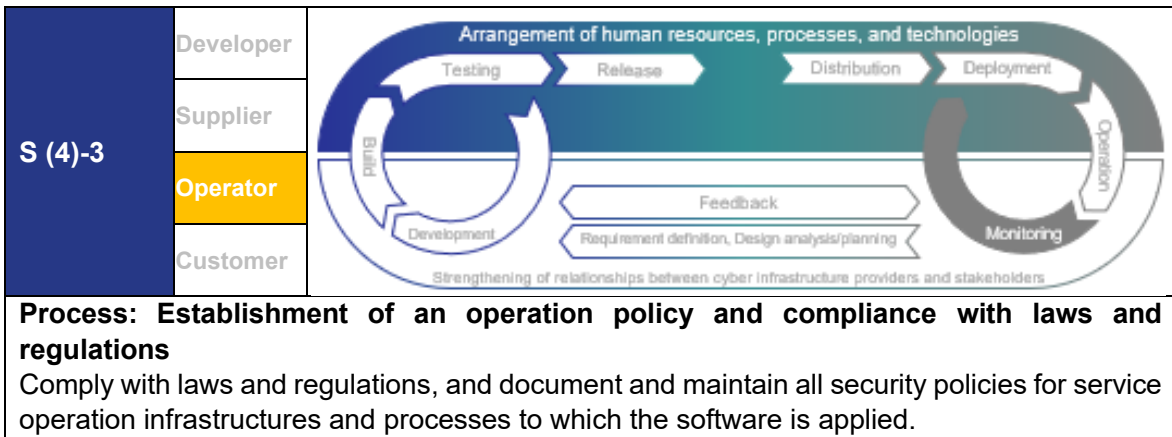 S (4)-3
Developer
Supplier
Operator
Customer
Arrangement of human resources, processes, and technologies
Testing
Release
Distribution
Deployment
Build
Operation
Development
Feedback
Requirement definition, Design analysis/planning
Monitoring
Strengthening of relationships between cyber infrastructure providers and stakeholders
Process: Establishment of an operation policy and compliance with laws and
regulations
Comply with laws and regulations, and document and maintain all security policies for service
operation infrastructures and processes to which the software is applied.